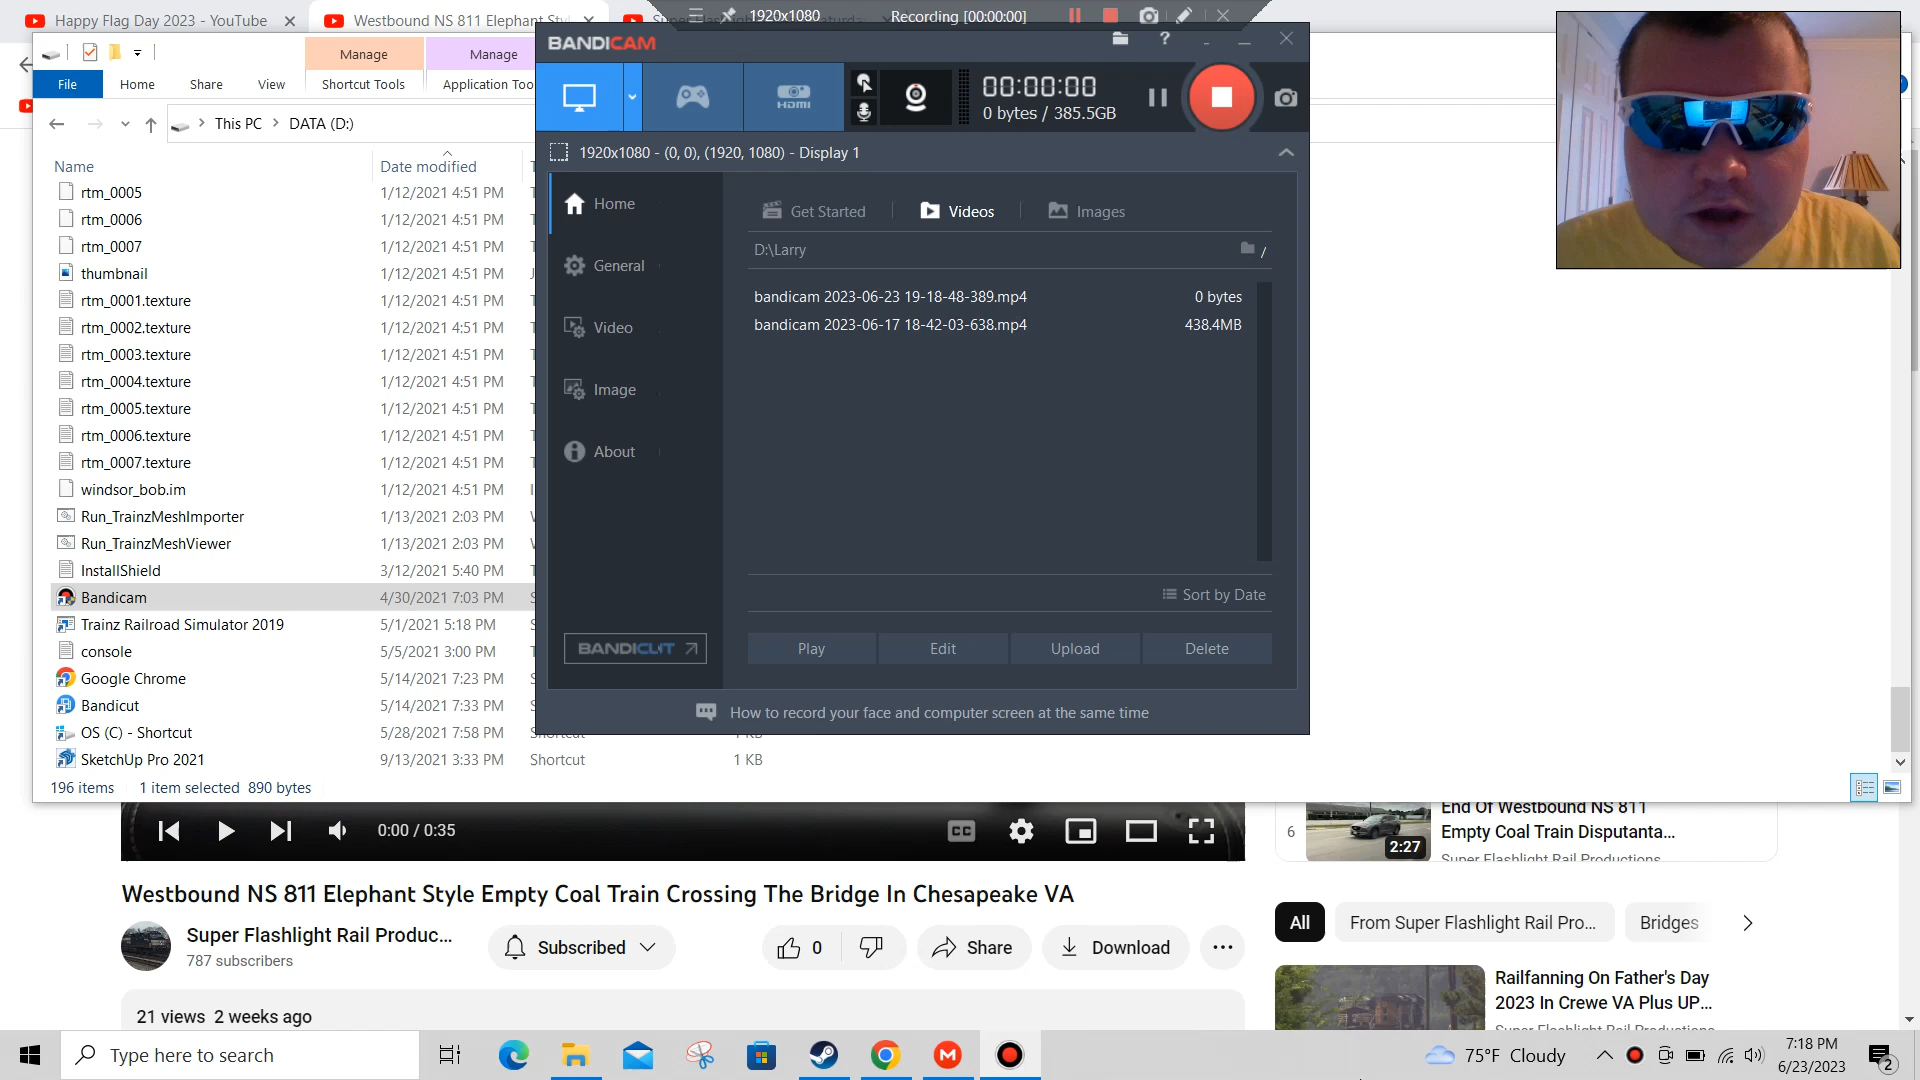 Happy Flag Day 2023 - YouTube
Westbound NS 811 Elephant Styl
1920x1080
Recording [00:00:00]
Manage
Manage
File
Home
Share
View
Shortcut Tools
Application Too
This PC
DATA (D:)
Name
Date modified
rtm_0005 1/12/2021 4:51 PM
rtm_0006 1/12/2021 4:51 PM
rtm_0007 1/12/2021 4:51 PM
thumbnail 1/12/2021 4:51 PM
rtm_0001.texture 1/12/2021 4:51 PM
rtm_0002.texture 1/12/2021 4:51 PM
rtm_0003.texture 1/12/2021 4:51 PM
rtm_0004.texture 1/12/2021 4:51 PM
rtm_0005.texture 1/12/2021 4:51 PM
rtm_0006.texture 1/12/2021 4:51 PM
rtm_0007.texture 1/12/2021 4:51 PM
windsor_bob.im 1/12/2021 4:51 PM
Run_TrainzMeshImporter 1/13/2021 2:03 PM
Run_TrainzMeshViewer 1/13/2021 2:03 PM
InstallShield 3/12/2021 5:40 PM
Bandicam 4/30/2021 7:03 PM
Trainz Railroad Simulator 2019 5/1/2021 5:18 PM
console 5/5/2021 3:00 PM
Google Chrome 5/14/2021 7:23 PM
Bandicut 5/14/2021 7:33 PM
OS (C) - Shortcut 5/28/2021 7:58 PM Shortcut 1 KB
SketchUp Pro 2021 9/13/2021 3:33 PM Shortcut 1 KB
196 items 1 item selected 890 bytes
BANDICAM
HDMI
00:00:00
0 bytes / 385.5GB
1920x1080 - (0, 0), (1920, 1080) - Display 1
Home
General
Video
Image
About
BANDICUT
Get Started
Videos
Images
D:\Larry
/
bandicam 2023-06-23 19-18-48-389.mp4 0 bytes
bandicam 2023-06-17 18-42-03-638.mp4 438.4MB
Sort by Date
Play
Edit
Upload
Delete
How to record your face and computer screen at the same time
0:00 / 0:35
CC
Westbound NS 811 Elephant Style Empty Coal Train Crossing The Bridge In Chesapeake VA
Super Flashlight Rail Produc...
787 subscribers
Subscribed
0
Share
Download
21 views 2 weeks ago
6
2:27
End Of Westbound NS 811
Empty Coal Train Disputanta...
Super Flashlight Rail Productions
All
From Super Flashlight Rail Pro...
Bridges
Railfanning On Father's Day
2023 In Crewe VA Plus UP...
Super Flashlight Rail Productions
Type here to search
75°F Cloudy
7:18 PM
6/23/2023
2